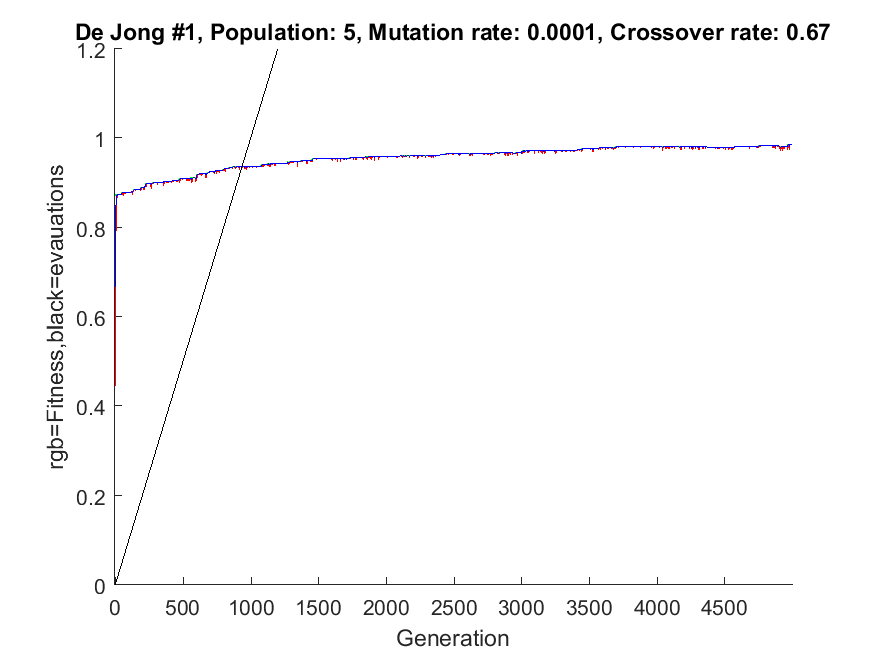 De Jong #1, Population: 5, Mutation rate: 0.0001, Crossover rate: 0.67
1.2
1
0.8
0.6
0.4
0.2
0
rgb=Fitness,black=evauations
0 500 1000 1500 2000 2500 3000 3500 4000 4500
Generation